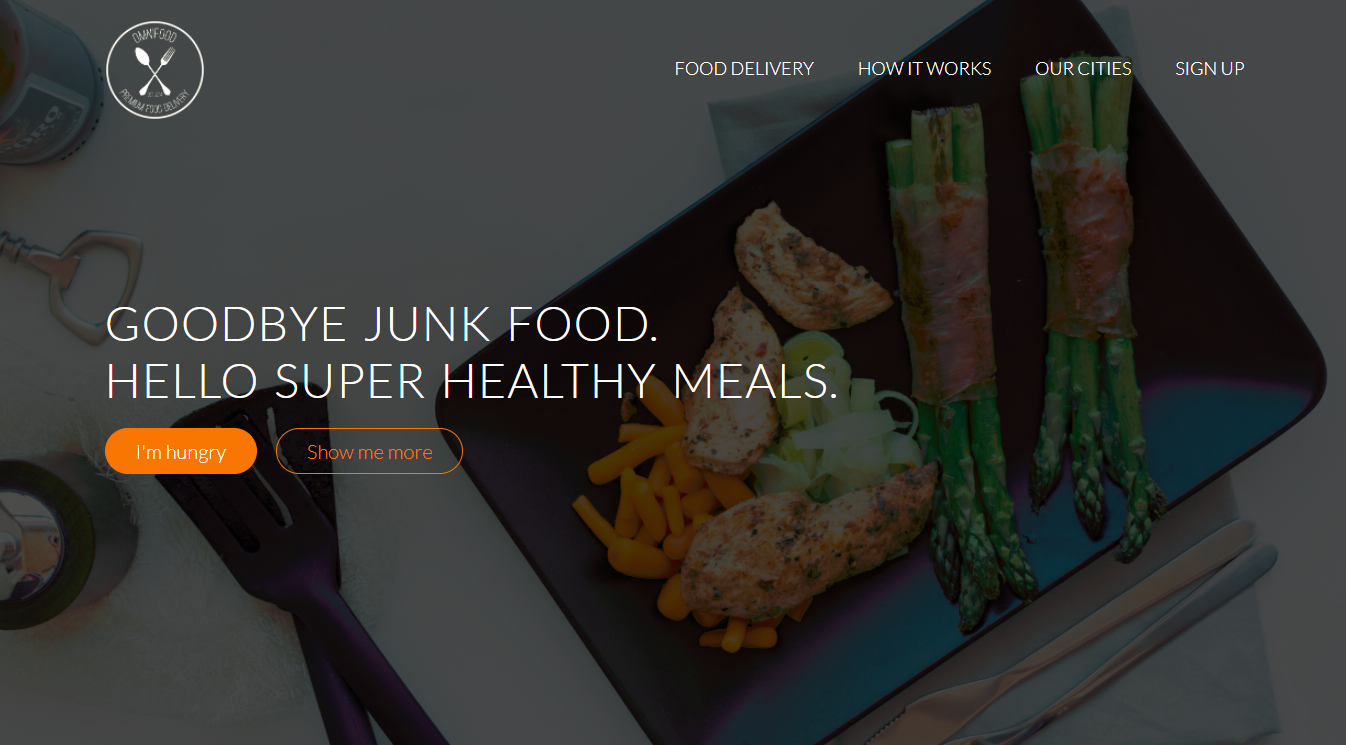 OMNIFOOD
PREMIUM FOOD DELIVERY
FOOD DELIVERY
HOW IT WORKS
OUR CITIES
SIGN UP
GOODBYE JUNK FOOD.
HELLO SUPER HEALTHY MEALS.
I'm hungry
Show me more